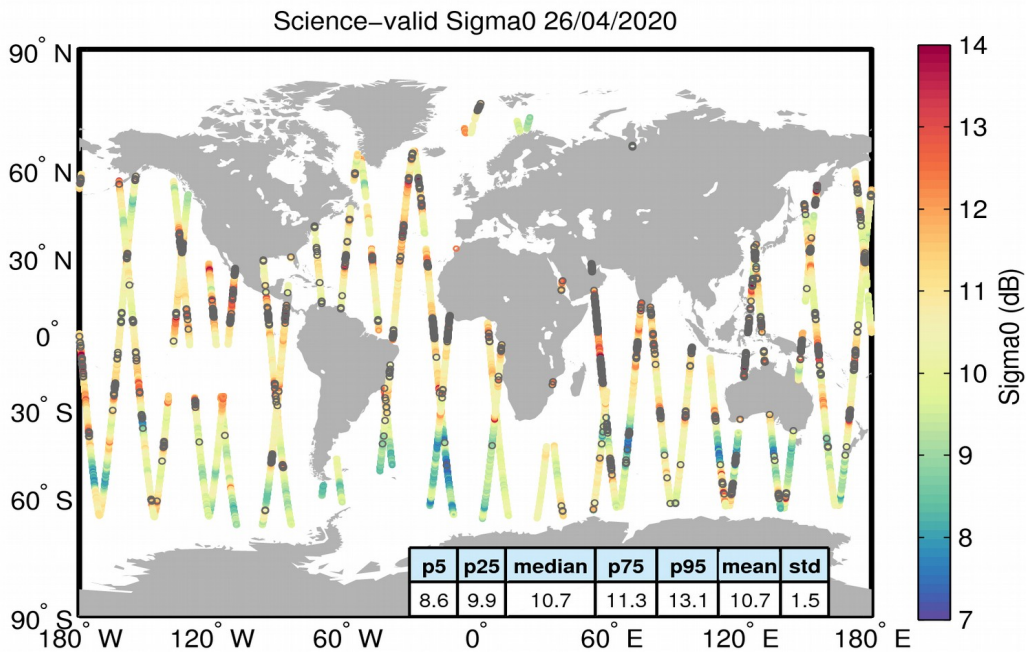 Science−valid Sigma0 26/04/2020
90° N
60° N
30° N
0°
30° S
60° S
90° S
180° W
120° W
60° W
0°
60° E
120° E
180° E
p5 p25 median p75 p95 mean std
8.6 9.9 10.7 11.3 13.1 10.7 1.5
14
13
12
11
10
9
8
7
Sigma0 (dB)